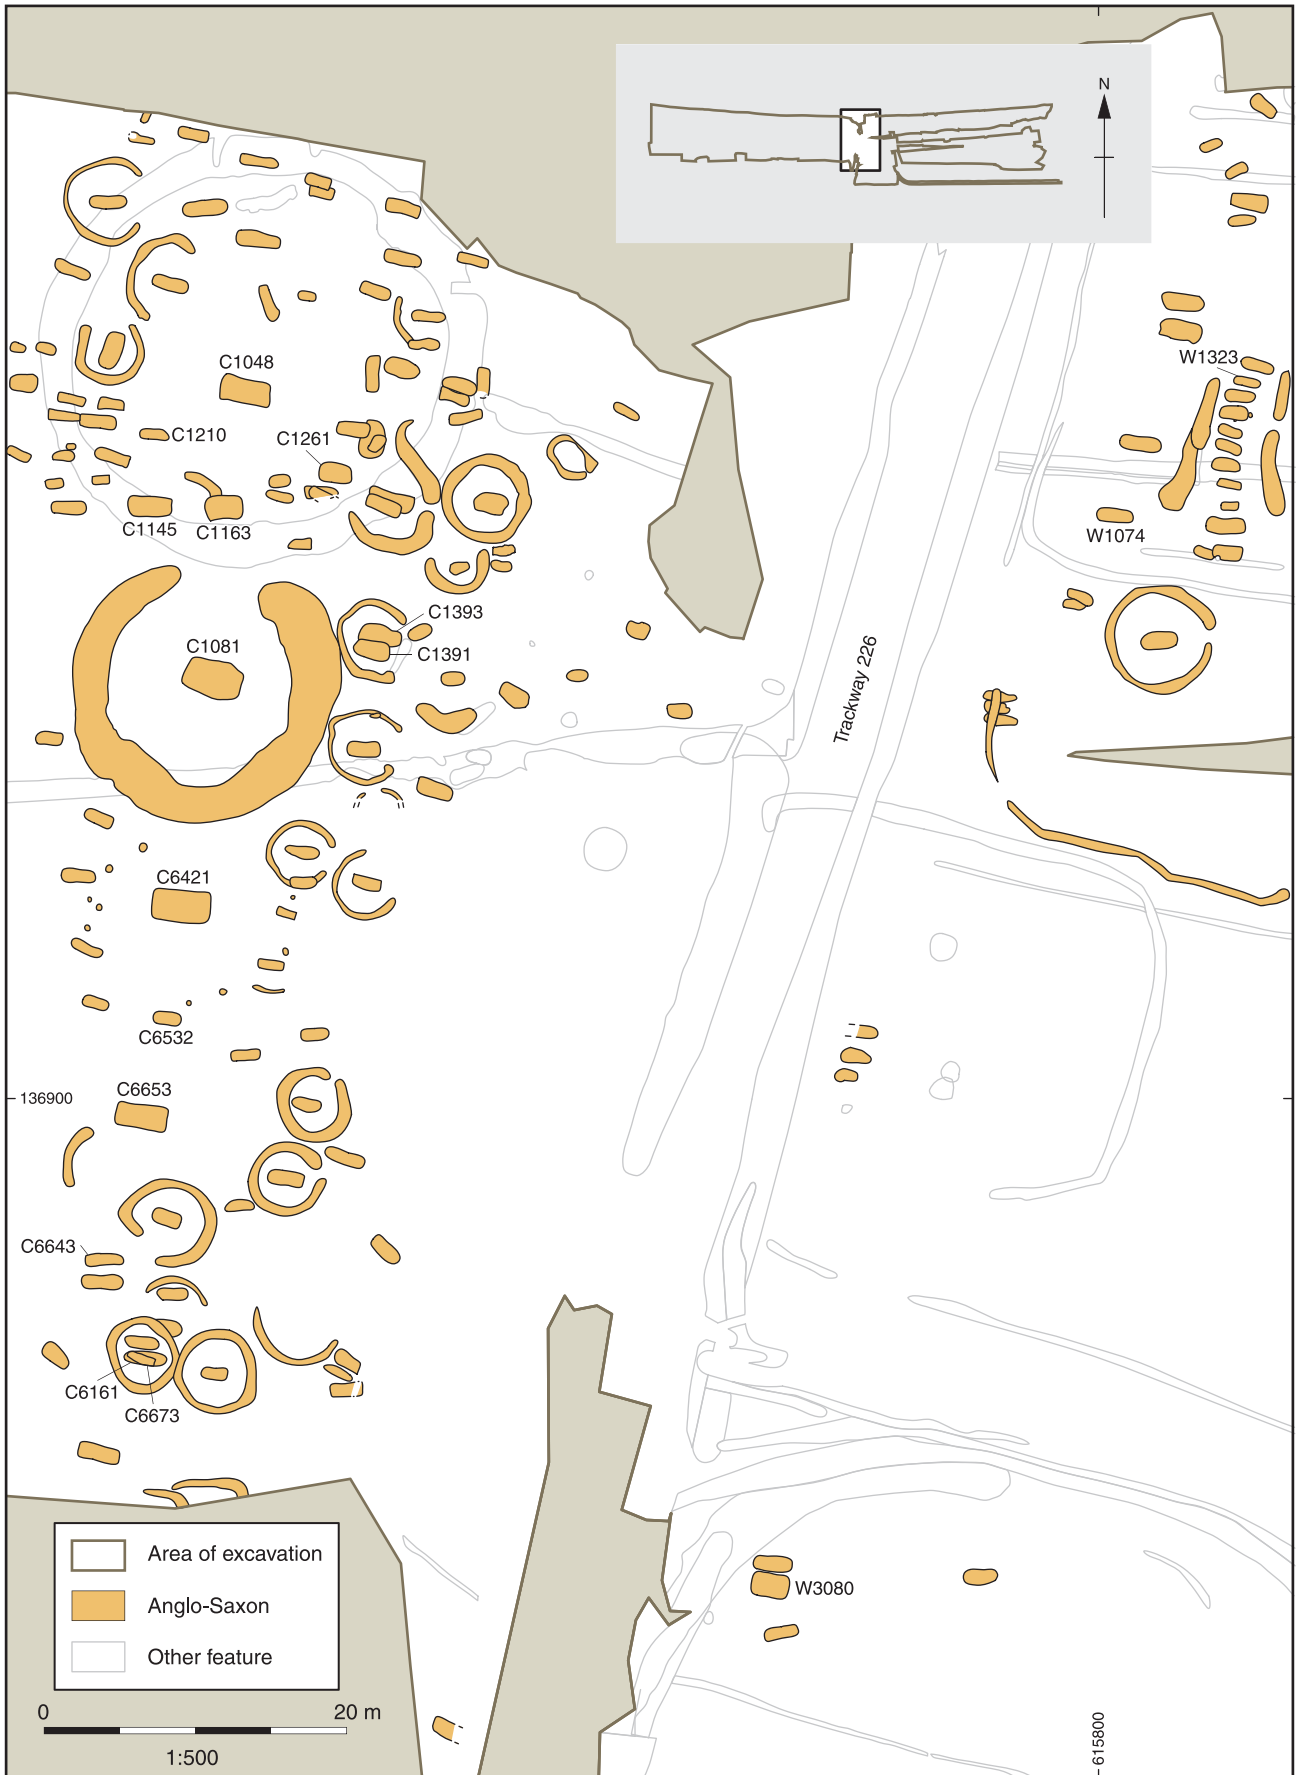 N
W1323
C1048
C1210
C1261
C1145
C1163
W1074
C1393
C1081
C1391
Trackway 226
C6421
C6532
C6653
136900
C6643
C6161
C6673
Area of excavation
Anglo-Saxon
Other feature
W3080
0
20 m
1:500
615800